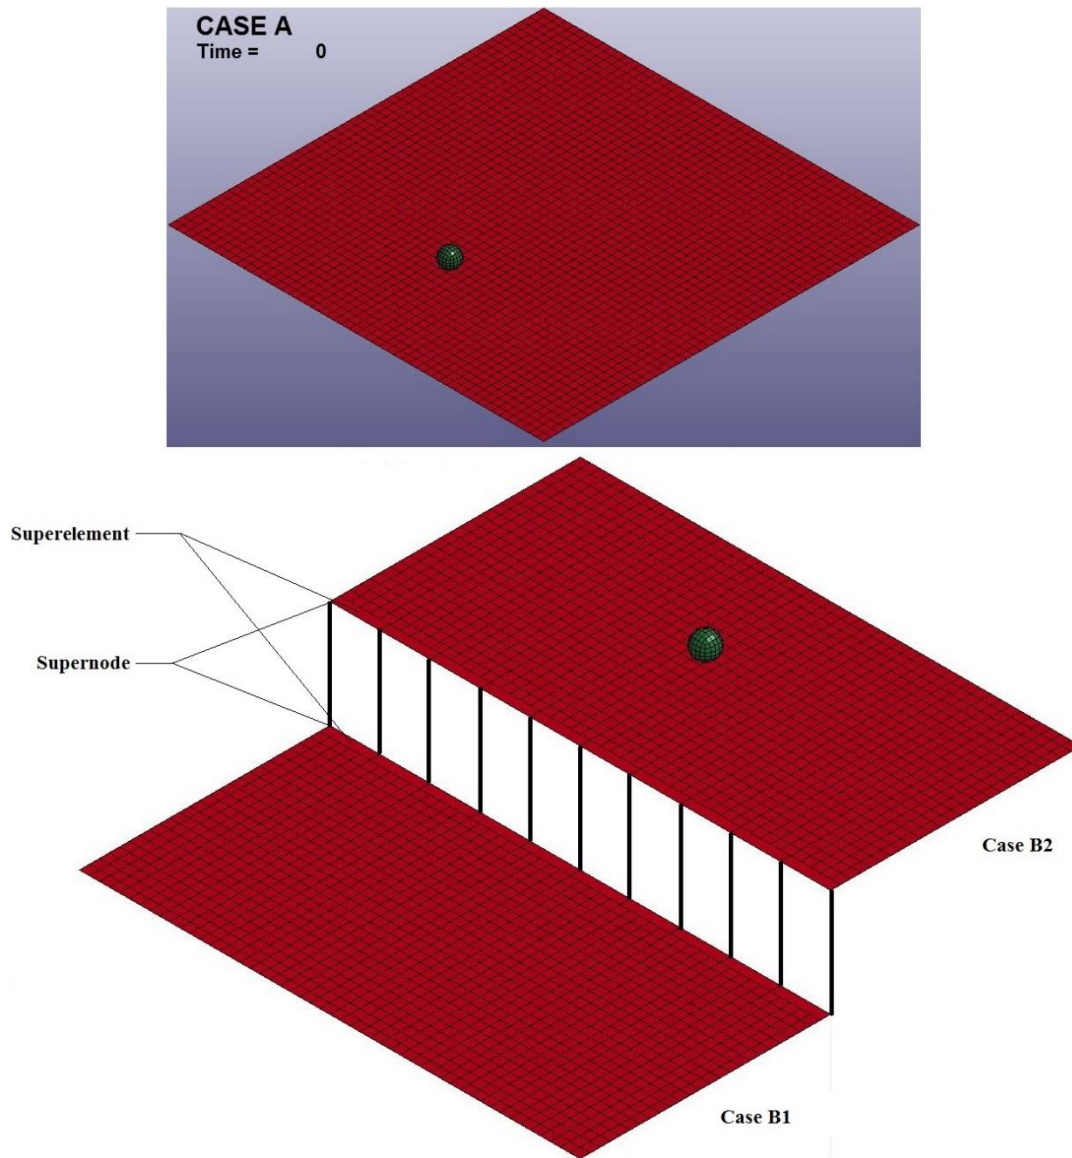 CASE A
Time = 0
Superelement
Supernode
Case B2
Case B1